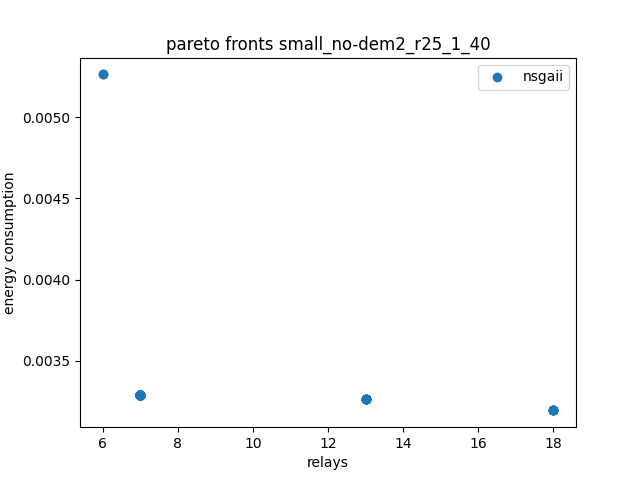 pareto fronts small_no-dem2_r25_1_40
nsgaii
energy consumption
0.0050
0.0045
0.0040
0.0035
6 8 10 12 14 16 18
relays